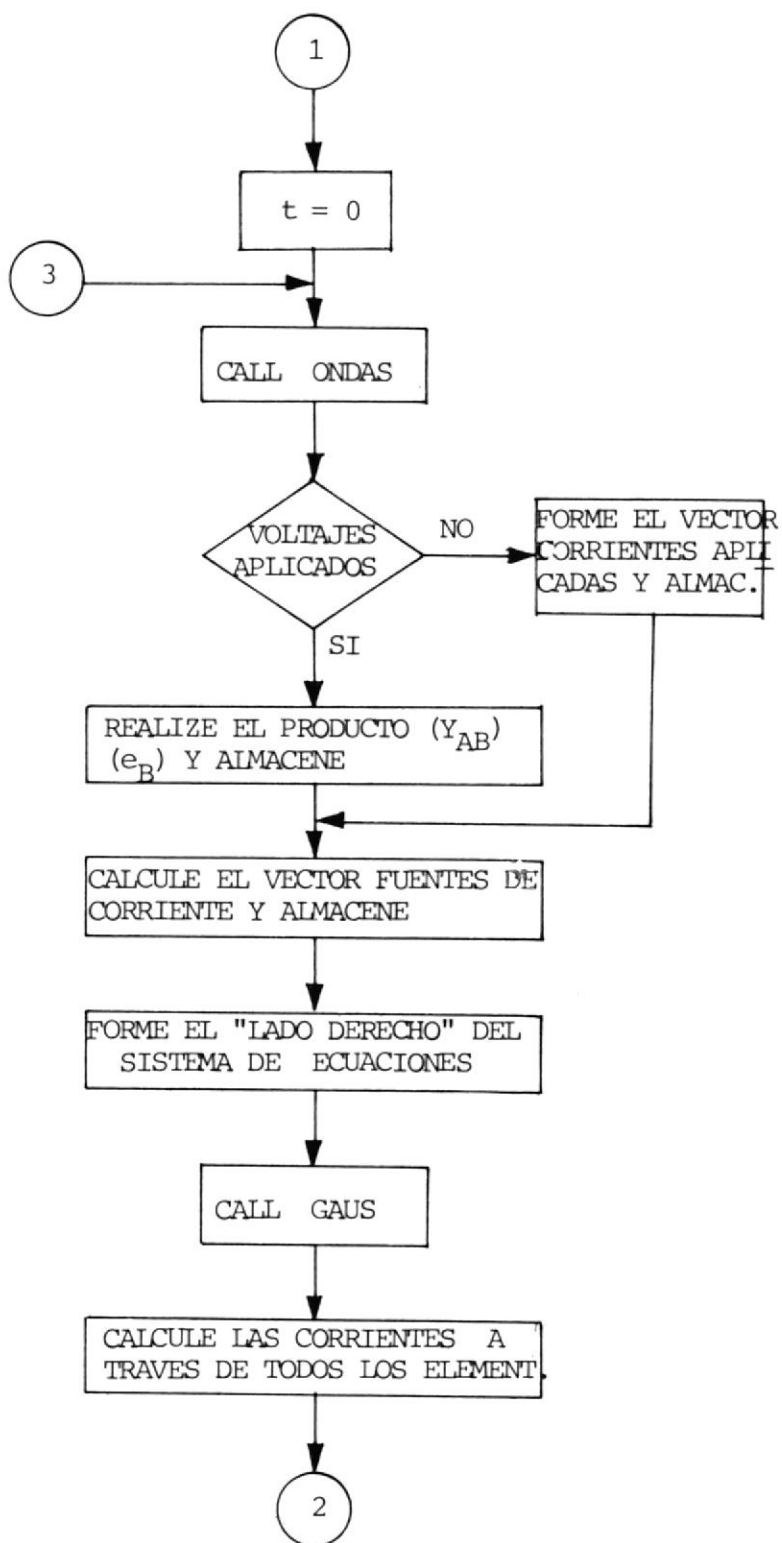 1
t = 0
3
CALL ONDAS
VOLTAJES
APLICADOS
NO
FORME EL VECTOR
CORRIENTES APLI
CADAS Y ALMAC.
SI
REALIZE EL PRODUCTO (Y_AB)
(e_B) Y ALMACENE
CALCULE EL VECTOR FUENTES DE
CORRIENTE Y ALMACENE
FORME EL "LADO DERECHO" DEL
SISTEMA DE ECUACIONES
CALL GAUS
CALCULE LAS CORRIENTES A
TRAVES DE TODOS LOS ELEMENT.
2